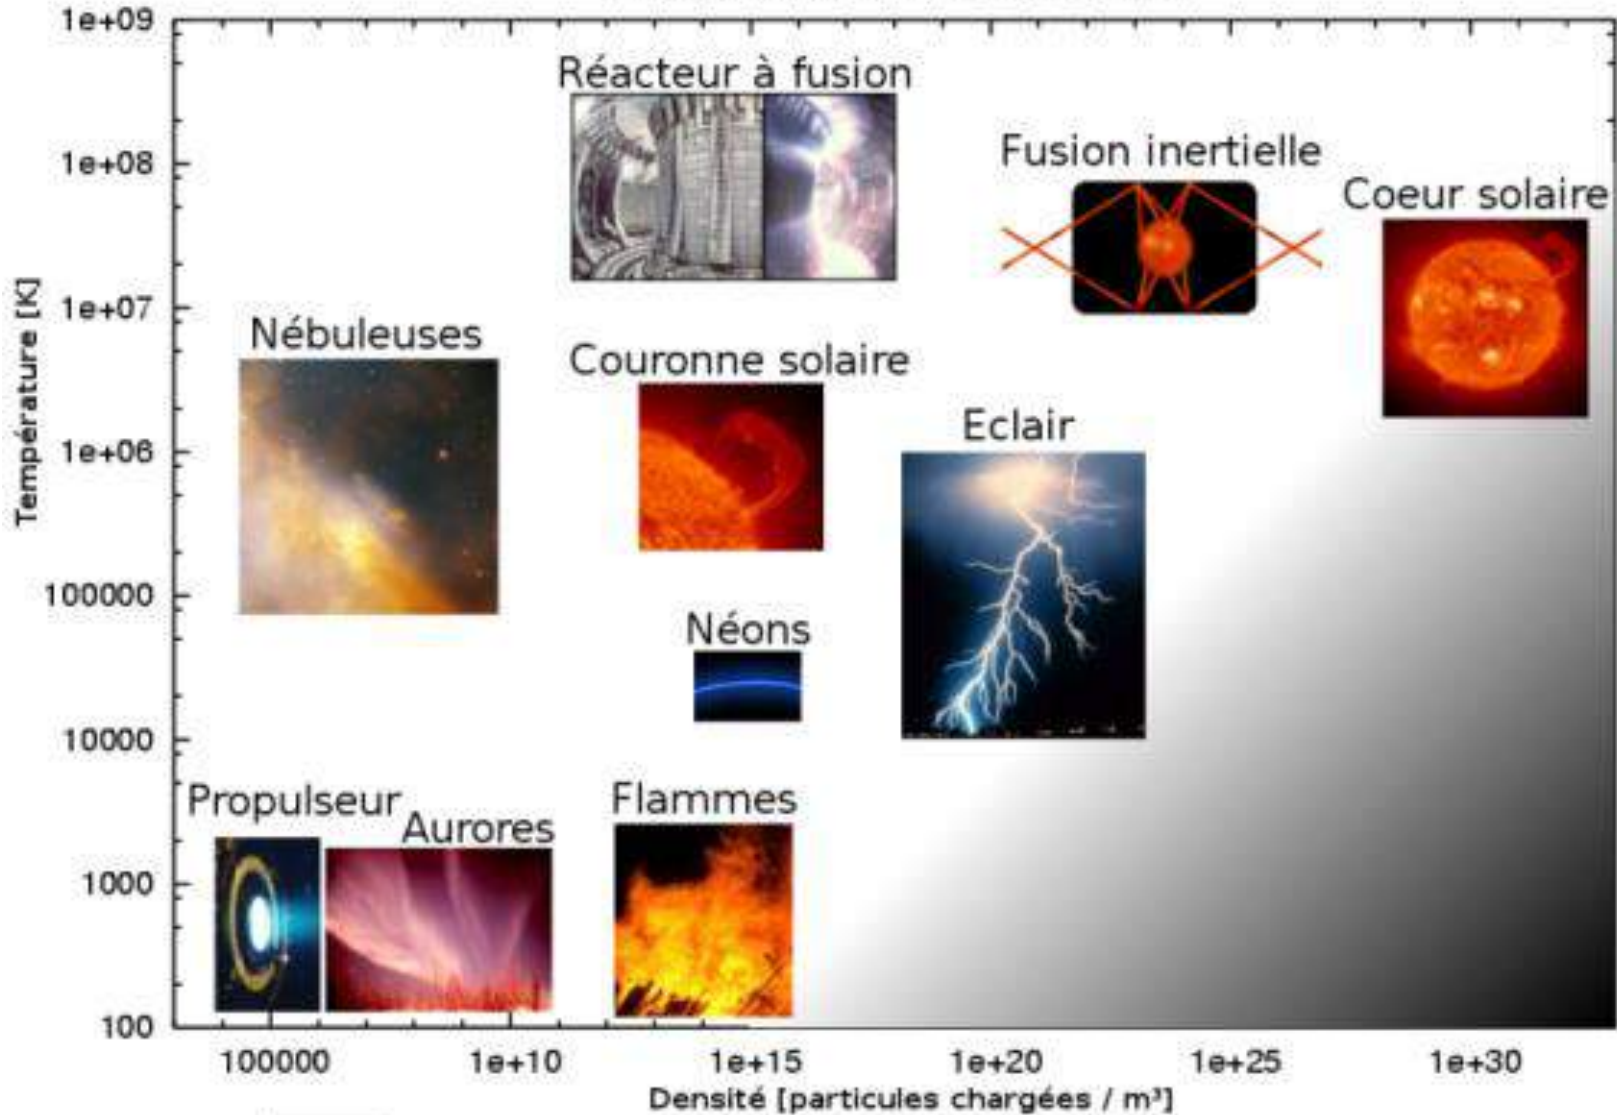 1e+09
Réacteur à fusion
1e+08
Fusion inertielle
Coeur solaire
1e+07
Nébuleuses
Couronne solaire
Température [K]
1e+06
Eclair
100000
Néons
10000
Propulseur
Aurores
Flammes
1000
100
100000 1e+10 1e+15 1e+20 1e+25 1e+30
Densité [particules chargées / m³]